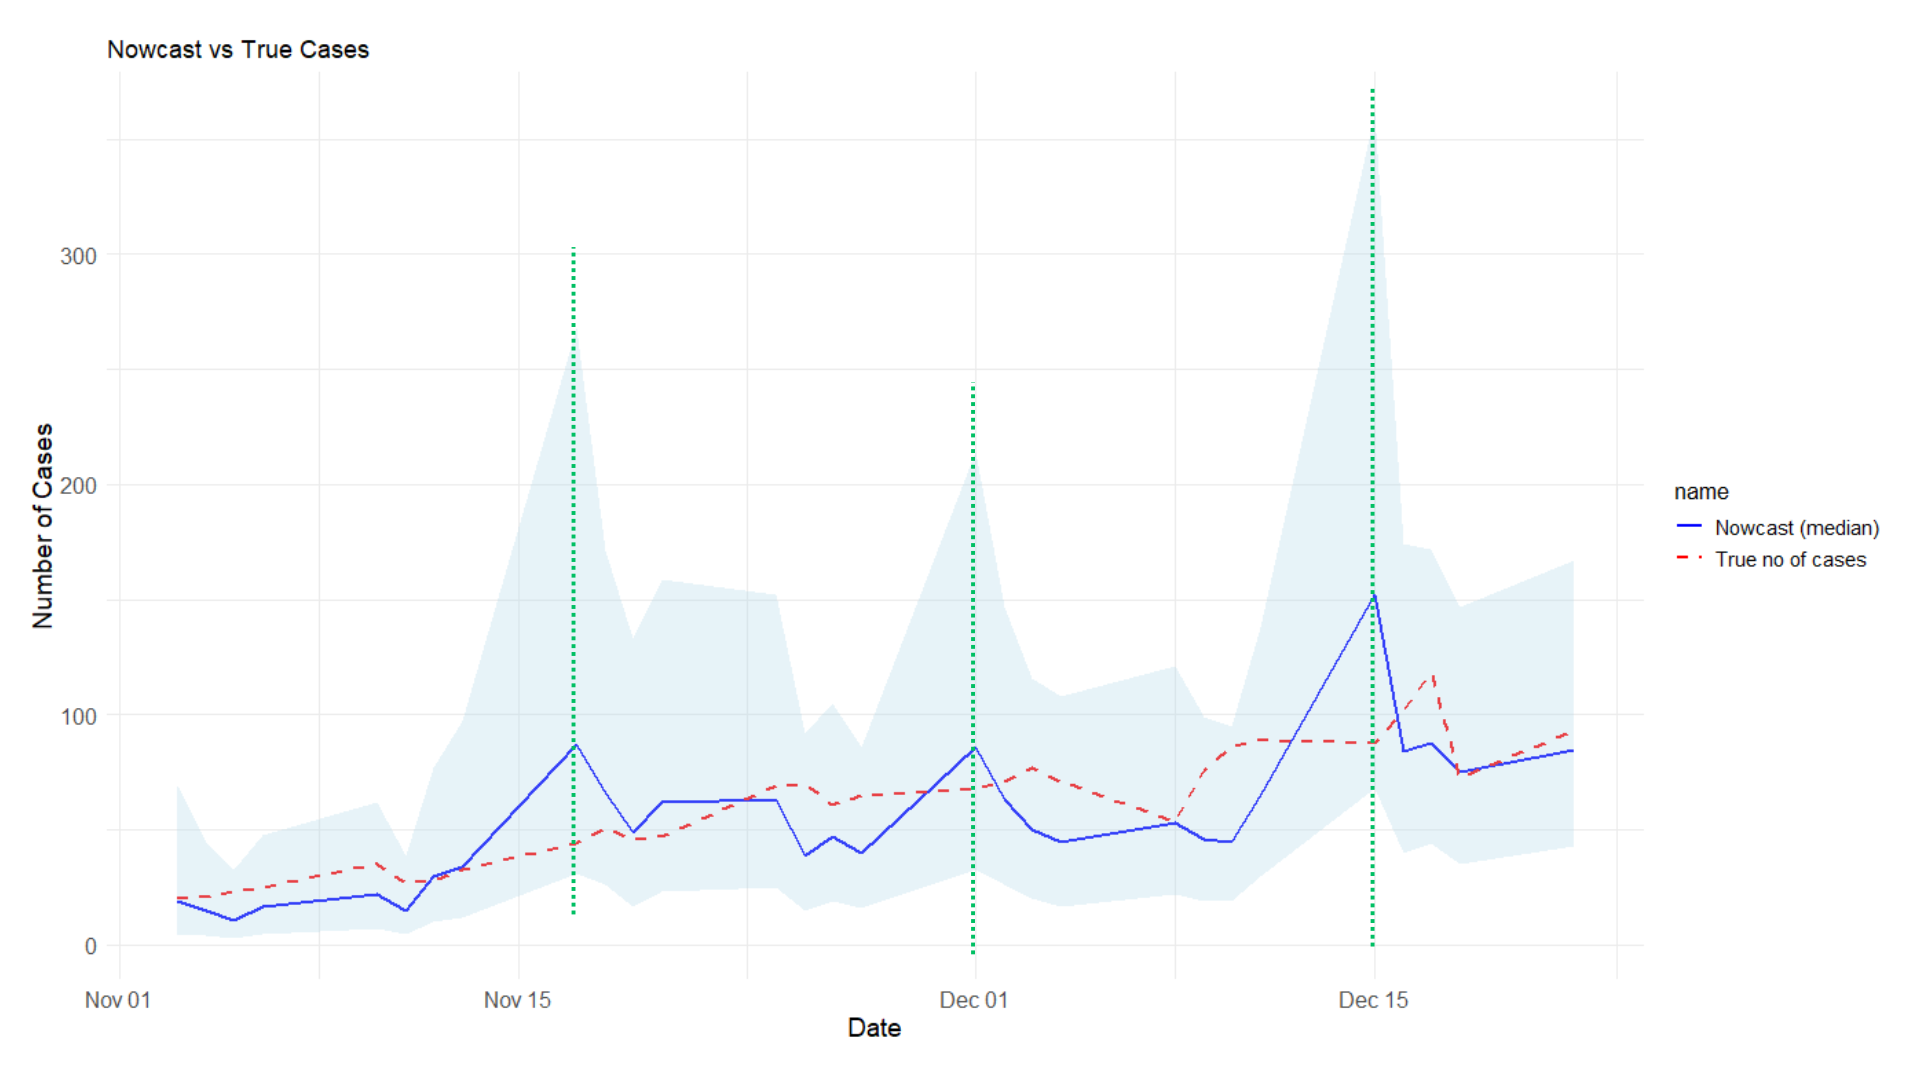 Nowcast vs True Cases
300
200
100
0
Number of Cases
Nov 01
Nov 15
Dec 01
Dec 15
Date
name
Nowcast (median)
True no of cases